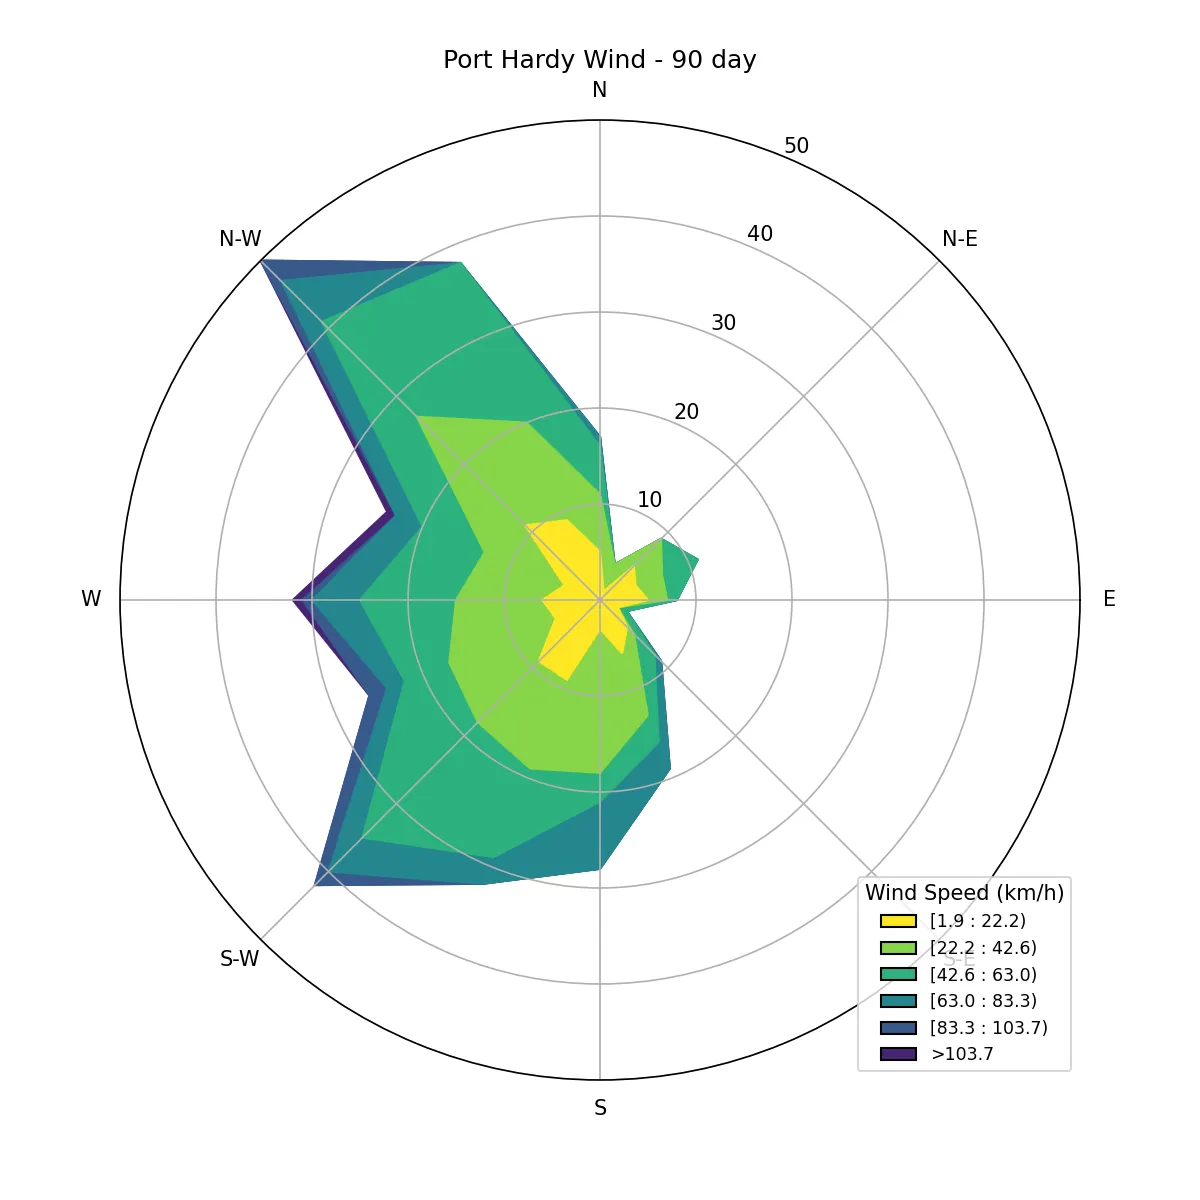 Port Hardy Wind - 90 day
N
50
N-W
40
N-E
30
20
10
W
E
Wind Speed (km/h)
[1.9 : 22.2)
[22.2 : 42.6)
S-W
S-E
[42.6 : 63.0)
[63.0 : 83.3)
[83.3 : 103.7)
>103.7
S